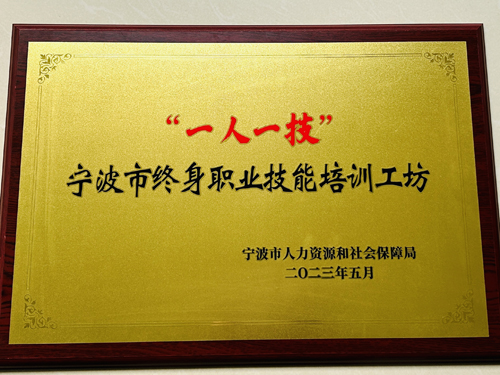 “一人一技”
宁波市终身职业技能培训工坊
宁波市人力资源和社会保障局
二〇二三年五月